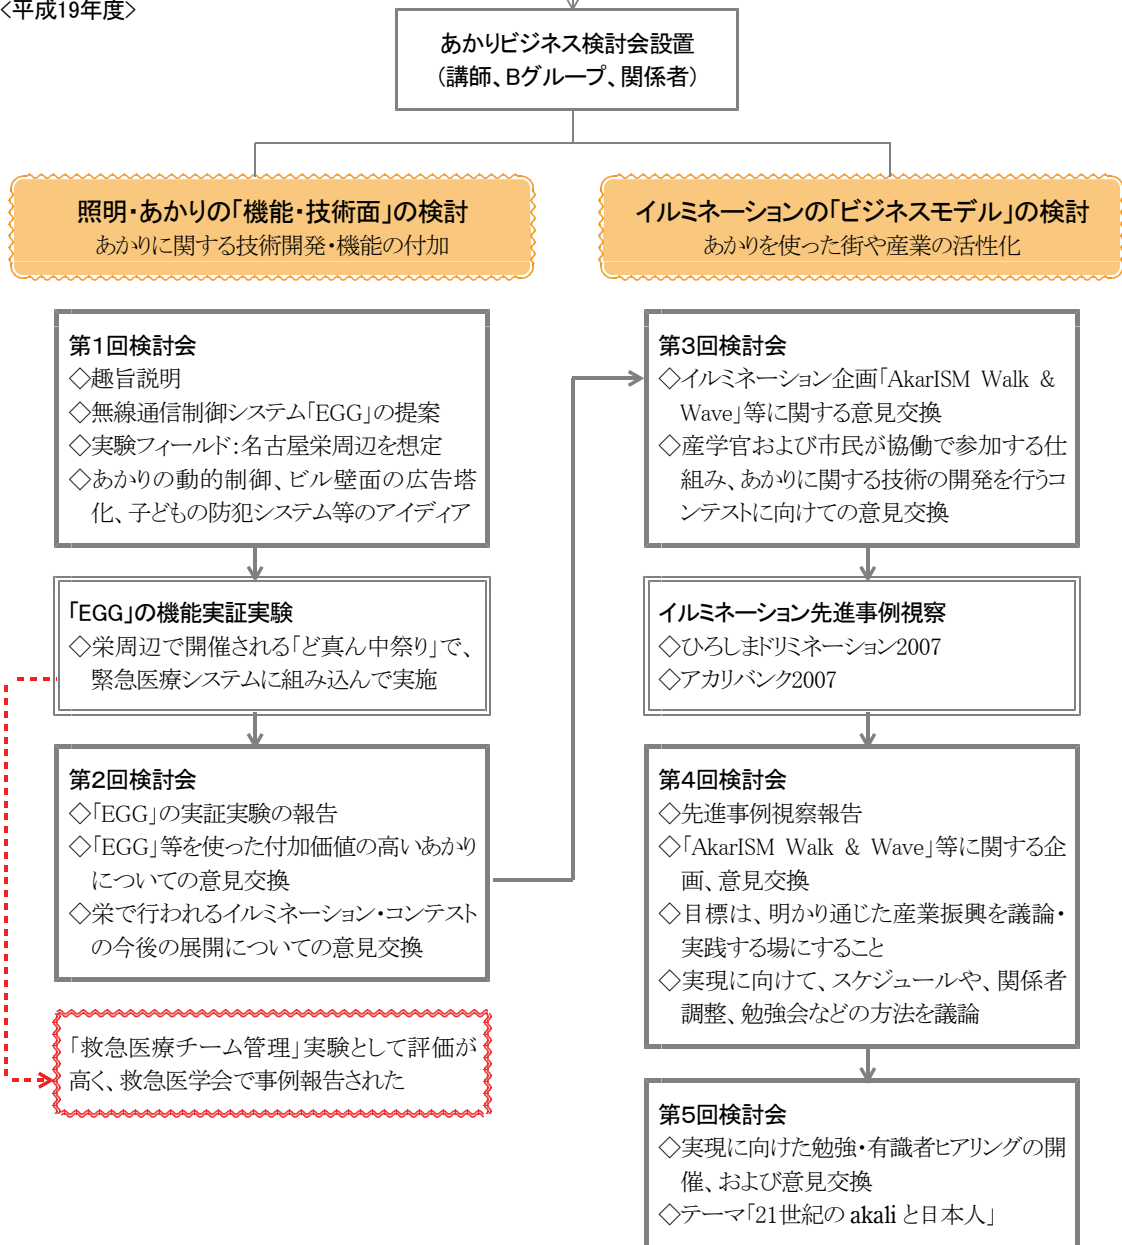 <平成19年度>
あかりビジネス検討会設置
（講師、Bグループ、関係者）
照明・あかりの「機能・技術面」の検討
あかりに関する技術開発・機能の付加
イルミネーションの「ビジネスモデル」の検討
あかりを使った街や産業の活性化
第1回検討会
◇趣旨説明
◇無線通信制御システム「EGG」の提案
◇実験フィールド：名古屋栄周辺を想定
◇あかりの動的制御、ビル壁面の広告塔
化、子どもの防犯システム等のアイディア
「EGG」の機能実証実験
◇栄周辺で開催される「ど真ん中祭り」で、
緊急医療システムに組み込んで実施
第2回検討会
◇「EGG」の実証実験の報告
◇「EGG」等を使った付加価値の高いあかり
についての意見交換
◇栄で行われるイルミネーション・コンテスト
の今後の展開についての意見交換
「救急医療チーム管理」実験として評価が
高く、救急医学会で事例報告された
第3回検討会
◇イルミネーション企画「AkarISM Walk &
Wave」等に関する意見交換
◇産学官および市民が協働で参加する仕
組み、あかりに関する技術の開発を行うコ
ンテストに向けての意見交換
イルミネーション先進事例視察
◇ひろしまドリミネーション2007
◇アカリバンク2007
第4回検討会
◇先進事例視察報告
◇「AkarISM Walk & Wave」等に関する企
画、意見交換
◇目標は、明かり通じた産業振興を議論・
実践する場にすること
◇実現に向けて、スケジュールや、関係者
調整、勉強会などの方法を議論
第5回検討会
◇実現に向けた勉強・有識者ヒアリングの開
催、および意見交換
◇テーマ「21世紀の akali と日本人」